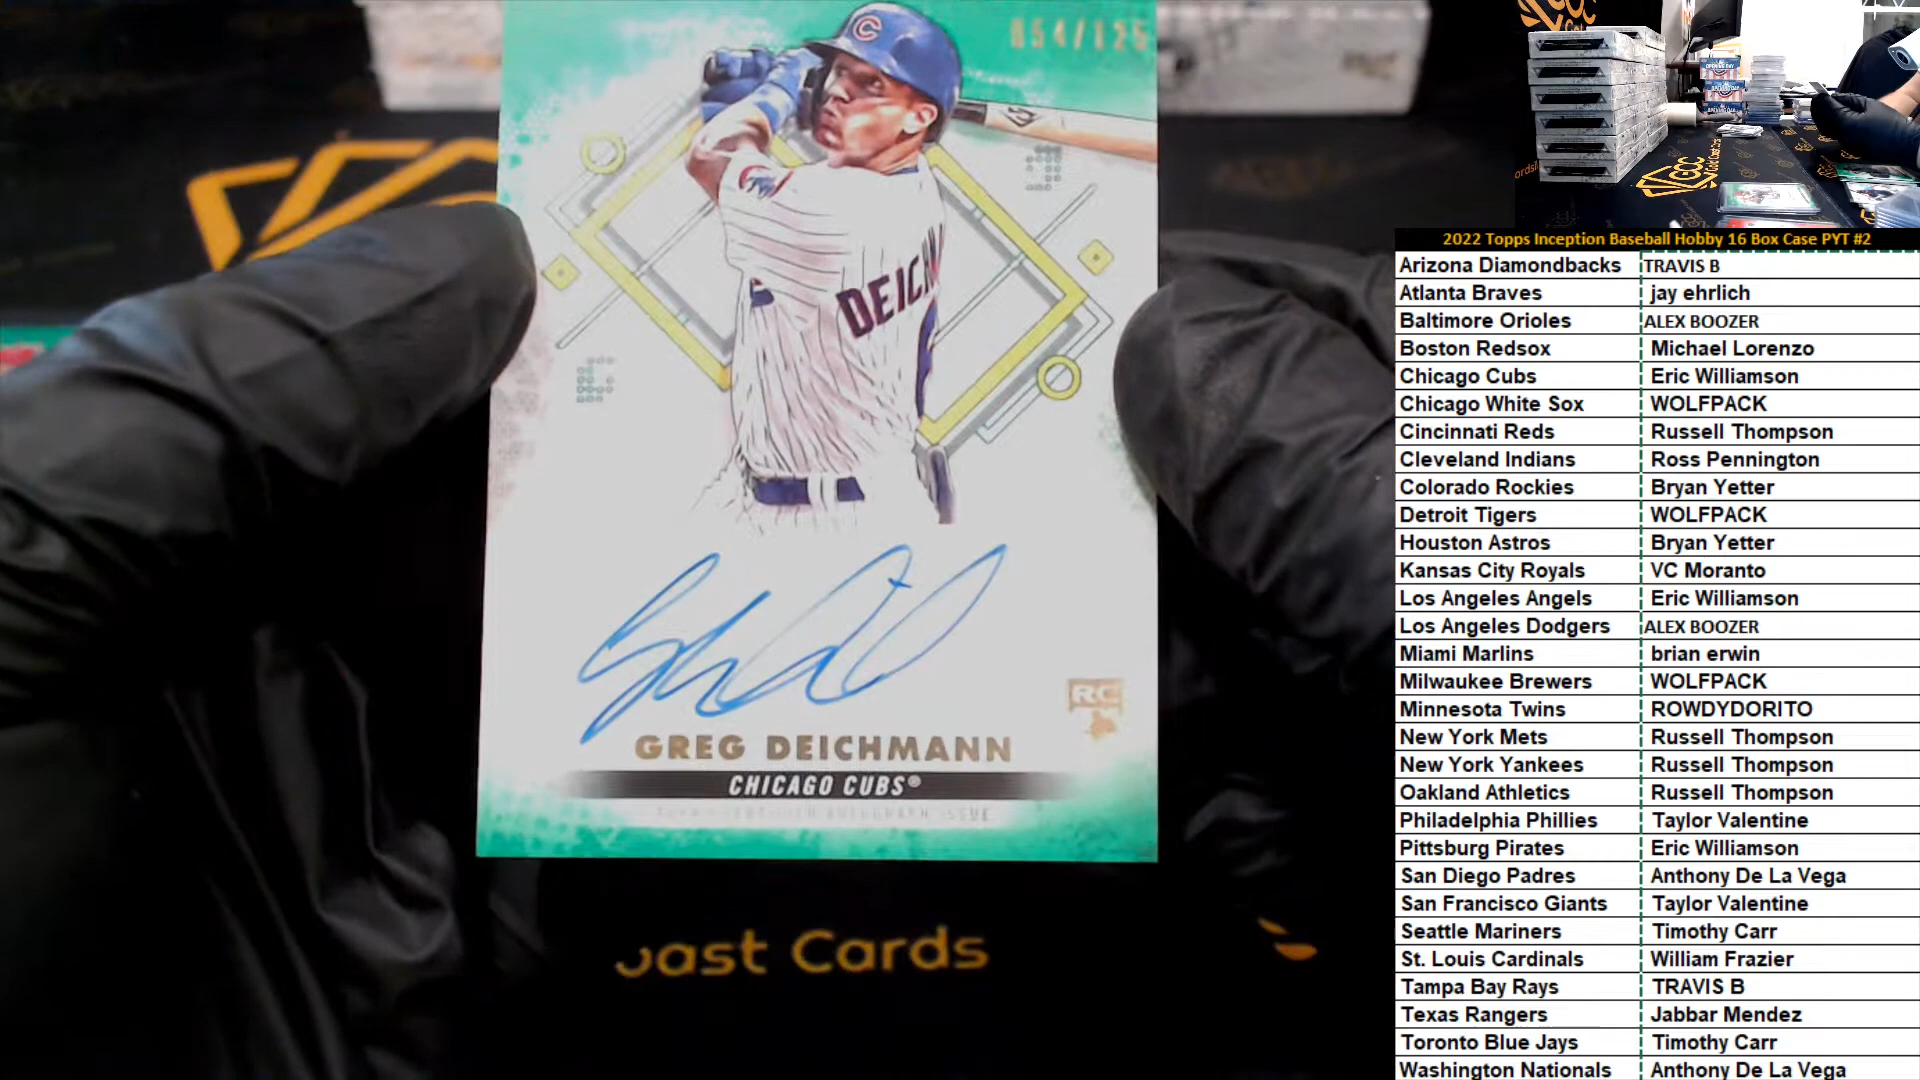 054/125
C
DEICH
GREG DEICHMANN
CHICAGO CUBS®
RC
ast Cards
OPENING DAY
GCC
2022 Topps Inception Baseball Hobby 16 Box Case PYT #2
Arizona Diamondbacks TRAVIS B
Atlanta Braves jay ehrlich
Baltimore Orioles ALEX BOOZER
Boston Redsox Michael Lorenzo
Chicago Cubs Eric Williamson
Chicago White Sox WOLFPACK
Cincinnati Reds Russell Thompson
Cleveland Indians Ross Pennington
Colorado Rockies Bryan Yetter
Detroit Tigers WOLFPACK
Houston Astros Bryan Yetter
Kansas City Royals VC Moranto
Los Angeles Angels Eric Williamson
Los Angeles Dodgers ALEX BOOZER
Miami Marlins brian erwin
Milwaukee Brewers WOLFPACK
Minnesota Twins ROWDYDORITO
New York Mets Russell Thompson
New York Yankees Russell Thompson
Oakland Athletics Russell Thompson
Philadelphia Phillies Taylor Valentine
Pittsburg Pirates Eric Williamson
San Diego Padres Anthony De La Vega
San Francisco Giants Taylor Valentine
Seattle Mariners Timothy Carr
St. Louis Cardinals William Frazier
Tampa Bay Rays TRAVIS B
Texas Rangers Jabbar Mendez
Toronto Blue Jays Timothy Carr
Washington Nationals Anthony De La Vega